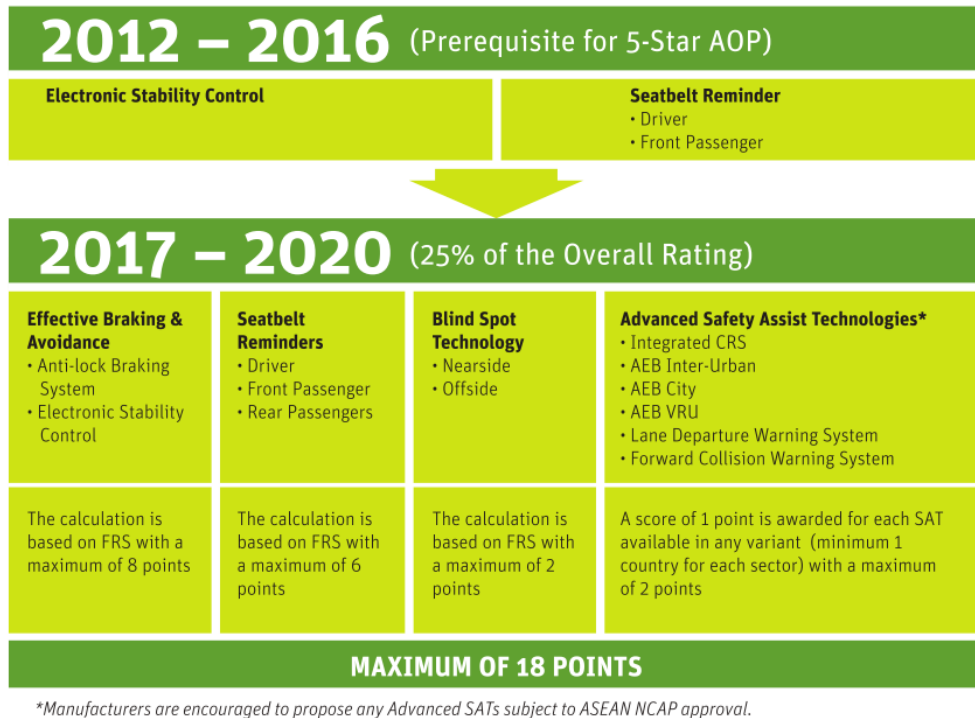 2012 – 2016 (Prerequisite for 5-Star AOP)
Electronic Stability Control
Seatbelt Reminder
• Driver
• Front Passenger
2017 – 2020 (25% of the Overall Rating)
Effective Braking &
Avoidance
• Anti-lock Braking
System
• Electronic Stability
Control
Seatbelt
Reminders
• Driver
• Front Passenger
• Rear Passengers
Blind Spot
Technology
• Nearside
• Offside
Advanced Safety Assist Technologies*
• Integrated CRS
• AEB Inter-Urban
• AEB City
• AEB VRU
• Lane Departure Warning System
• Forward Collision Warning System
The calculation is
based on FRS with a
maximum of 8 points
The calculation is
based on FRS with
a maximum of 6
points
The calculation is
based on FRS with
a maximum of 2
points
A score of 1 point is awarded for each SAT
available in any variant (minimum 1
country for each sector) with a maximum
of 2 points
MAXIMUM OF 18 POINTS
*Manufacturers are encouraged to propose any Advanced SATs subject to ASEAN NCAP approval.